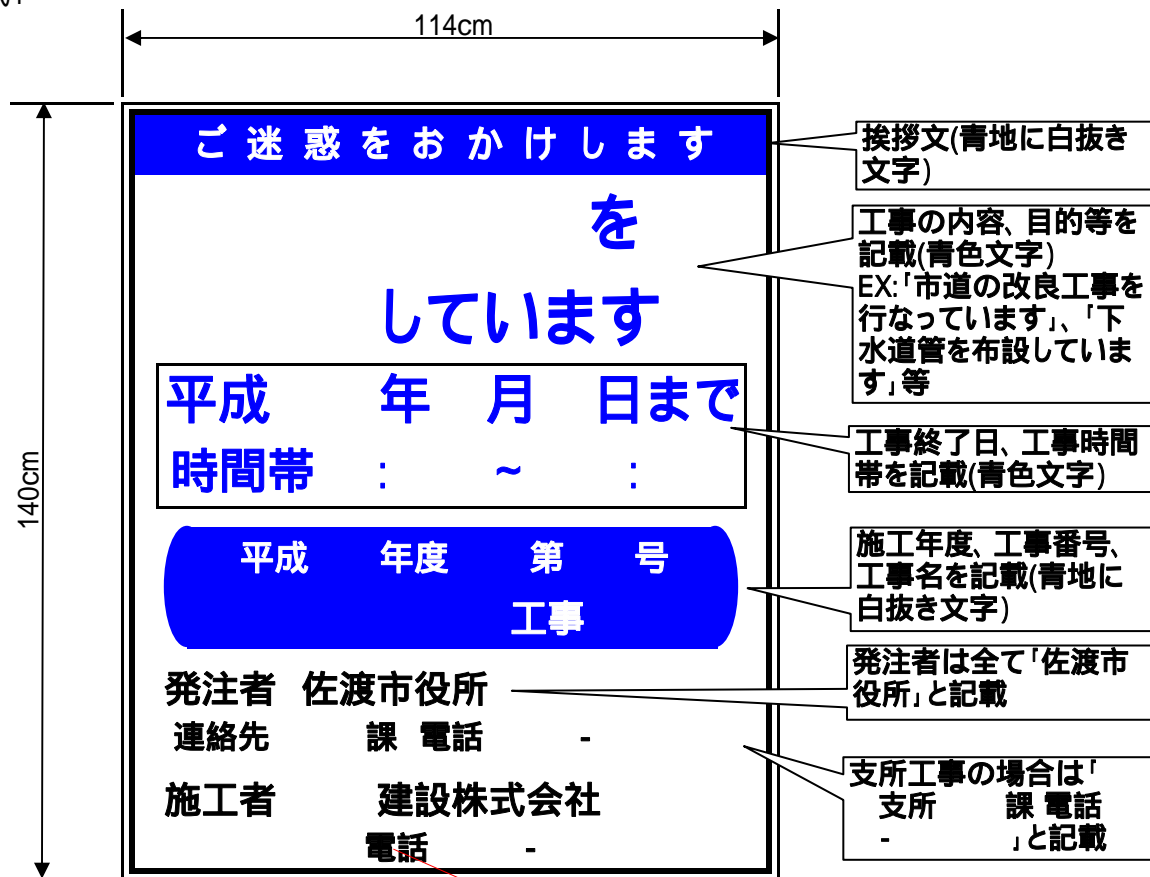 114cm
140cm
ご迷惑をおかけします
を
しています
平成 年 月 日まで
時間帯 : ~ :
平成 年度 第 号
工事
発注者 佐渡市役所
連絡先 課 電話 -
施工者 建設株式会社
電話 -
挨拶文(青地に白抜き
文字)
工事の内容、目的等を
記載(青色文字)
EX:「市道の改良工事を
行なっています」、「下
水道管を布設していま
す」等
工事終了日、工事時間
帯を記載(青色文字)
施工年度、工事番号、
工事名を記載(青地に
白抜き文字)
発注者は全て「佐渡市
役所」と記載
支所工事の場合は「
支所 課 電話
- 」と記載